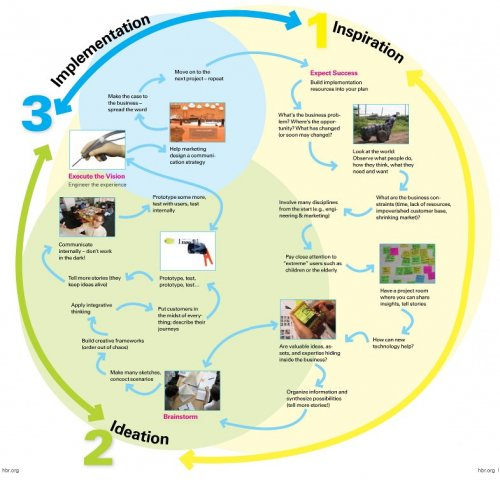 1
Inspiration
Expect Success
Build implementation
resources into your plan
What's the business prob-
lem? Where's the oppor-
tunity? What has changed
(or soon may change)?
Look at the world:
Observe what people do,
how they think, what they
need and want
What are the business con-
straints (time, lack of resources,
impoverished customer base,
shrinking market)?
Involve many disciplines
from the start (e.g., engi-
neering & marketing)
Pay close attention to
"extreme" users such as
children or the elderly
Have a project room
where you can share
insights, tell stories
How can new
technology help?
Are valuable ideas, as-
sets, and expertise hiding
inside the business?
Organize information and
synthesize possibilities
(tell more stories!)
2
Ideation
Brainstorm
Make many sketches,
concoct scenarios
Build creative frameworks
(order out of chaos)
Apply integrative
thinking
Put customers in
the midst of every-
thing; describe their
journeys
Prototype, test,
prototype, test...
Tell more stories (they
keep ideas alive)
Communicate
internally – don't work
in the dark!
Prototype some more,
test with users, test
internally
3
Implementation
Execute the Vision
Engineer the experience
Help marketing
design a communi-
cation strategy
Make the case to
the business –
spread the word
Move on to the
next project – repeat
hbr.org
hbr.org